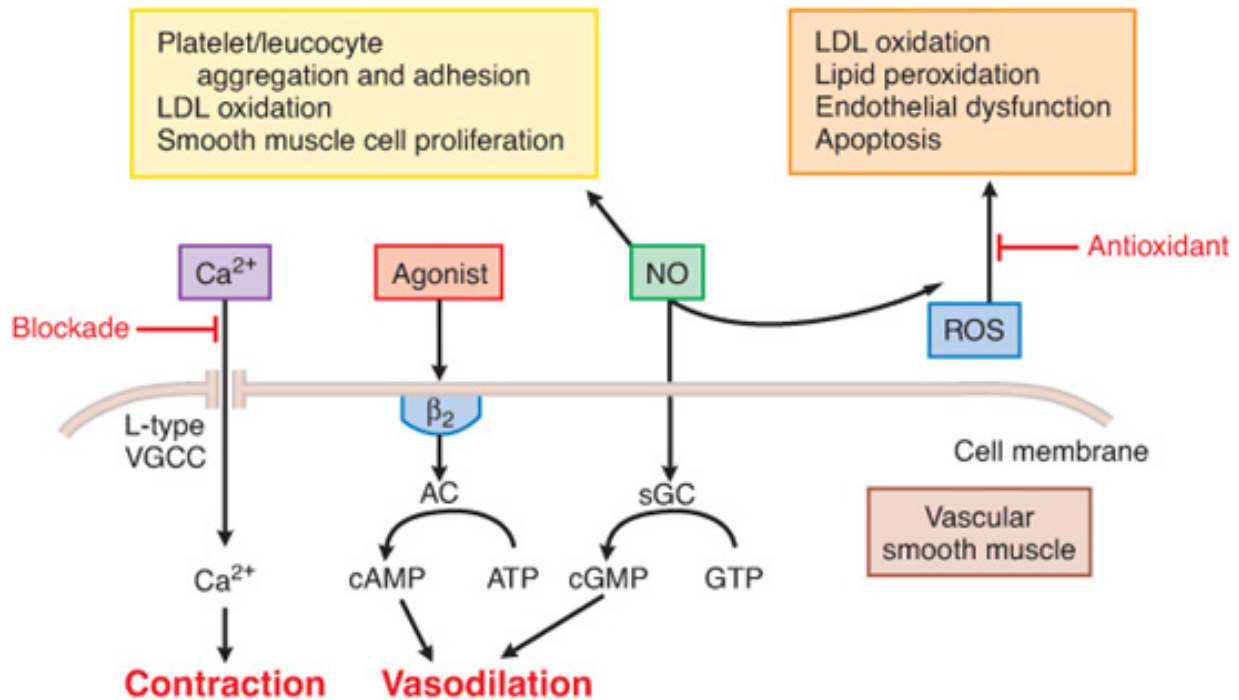 Platelet/leucocyte
aggregation and adhesion
LDL oxidation
Smooth muscle cell proliferation
LDL oxidation
Lipid peroxidation
Endothelial dysfunction
Apoptosis
Ca²⁺
Agonist
NO
Antioxidant
Blockade
ROS
β₂
L-type
VGCC
Cell membrane
AC
sGC
Vascular
smooth muscle
Ca²⁺
cAMP
ATP
cGMP
GTP
Contraction
Vasodilation